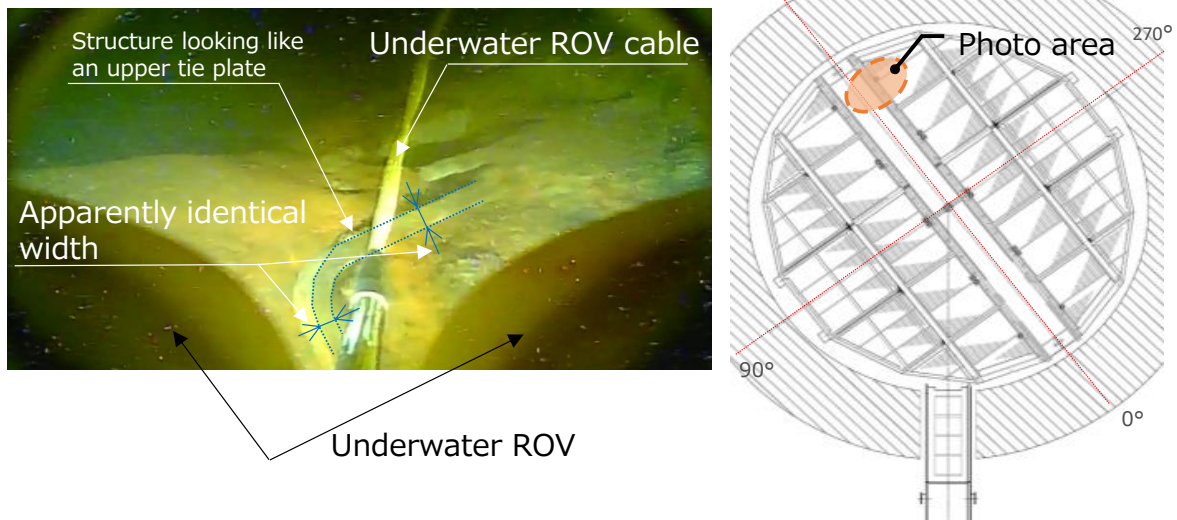 Structure looking like
an upper tie plate
Underwater ROV cable
Apparently identical
width
Underwater ROV
Photo area
270°
90°
0°